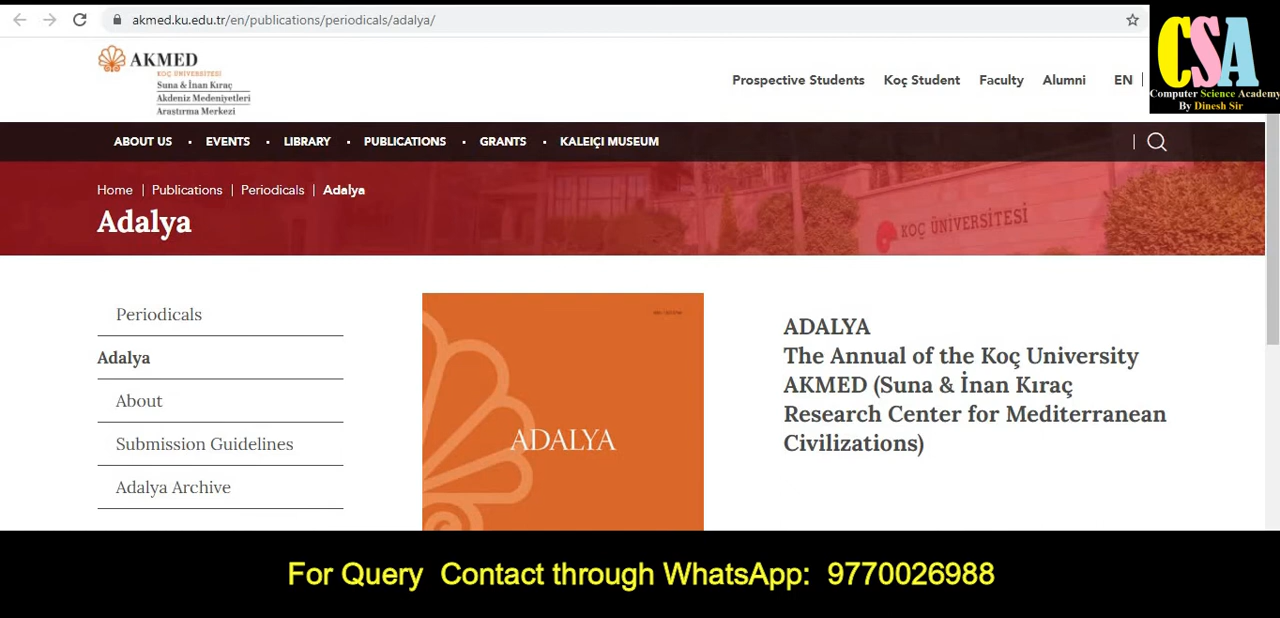 akmed.ku.edu.tr/en/publications/periodicals/adalya/
CSA
Computer Science Academy
By Dinesh Sir
AKMED
KOÇ ÜNİVERSİTESİ
Suna & İnan Kıraç
Akdeniz Medeniyetleri
Araştırma Merkezi
Prospective Students Koç Student Faculty Alumni EN |
ABOUT US • EVENTS • LIBRARY • PUBLICATIONS • GRANTS • KALEIÇI MUSEUM |
Home | Publications | Periodicals | Adalya
Adalya
KOÇ ÜNİVERSİTESİ
Periodicals
Adalya
About
Submission Guidelines
Adalya Archive
ADALYA
ADALYA
The Annual of the Koç University
AKMED (Suna & İnan Kıraç
Research Center for Mediterranean
Civilizations)
For Query Contact through WhatsApp: 9770026988